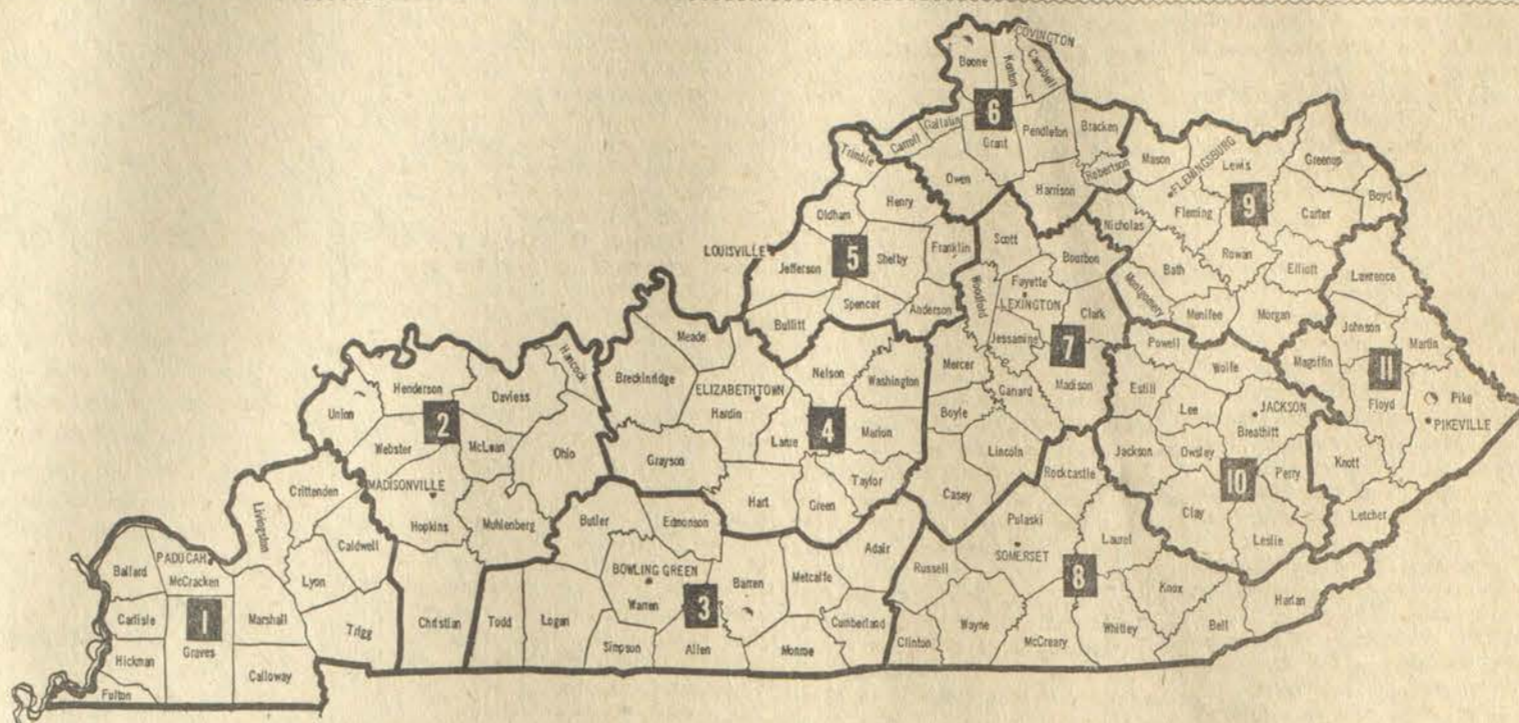 COVINGTON
Boone
Kenton
Campbell
6
Gallatin
Carroll
Grant
Pendleton
Bracken
Trimble
Owen
Harrison
Robertson
Mason
Lewis
Greenup
FLEMINGSBURG
Boyd
9
Fleming
Carter
Nicholas
Rowan
Elliott
Bath
Montgomery
Menifee
Morgan
Henry
Oldham
LOUISVILLE
5
Franklin
Jefferson
Shelby
Spencer
Anderson
Bullitt
Scott
Bourbon
Woodford
Fayette
LEXINGTON
Clark
Jessamine
7
Mercer
Madison
Garrard
Boyle
Lincoln
Casey
Lawrence
Johnson
Martin
Magoffin
11
Floyd
Pike
PIKEVILLE
Knott
Letcher
Powell
Wolfe
Estill
Lee
JACKSON
Breathitt
Jackson
Owsley
10
Perry
Clay
Leslie
Meade
Breckinridge
Nelson
Washington
ELIZABETHTOWN
Hardin
Larue
4
Marion
Grayson
Taylor
Hart
Green
Hancock
Henderson
Daviess
Union
2
Webster
McLean
Ohio
MADISONVILLE
Hopkins
Muhlenberg
Christian
Rockcastle
Pulaski
Laurel
SOMERSET
Russell
8
Knox
Harlan
Wayne
Whitley
Bell
Clinton
McCreary
Butler
Edmonson
Adair
BOWLING GREEN
Barren
Metcalfe
Warren
3
Cumberland
Todd
Logan
Simpson
Allen
Monroe
Crittenden
Livingston
Caldwell
PADUCAH
Ballard
McCracken
Lyon
Carlisle
1
Marshall
Trigg
Graves
Hickman
Calloway
Fulton